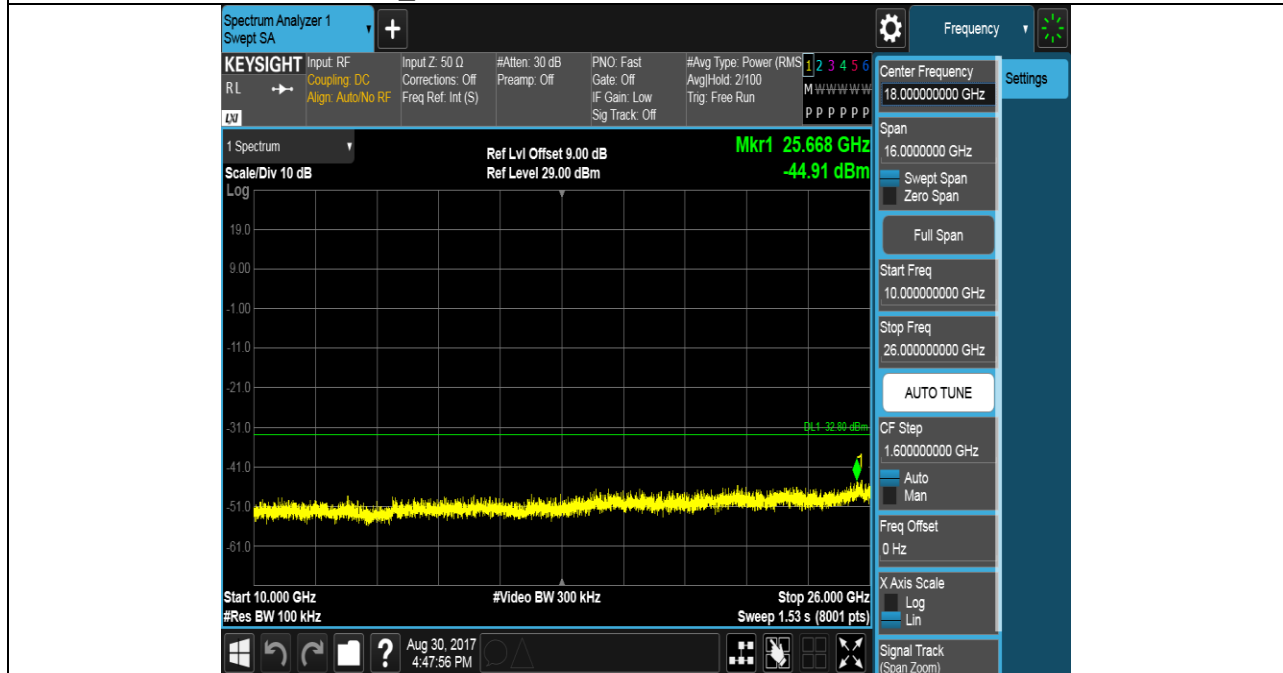 Spectrum Analyzer 1
Swept SA
Frequency
KEYSIGHT
RL
LXI
Input: RF
Coupling: DC
Align: Auto/No RF
Input Z: 50 Ω
Corrections: Off
Freq Ref: Int (S)
#Atten: 30 dB
Preamp: Off
PNO: Fast
Gate: Off
IF Gain: Low
Sig Track: Off
#Avg Type: Power (RMS
Avg|Hold: 2/100
Trig: Free Run
1 2 3 4 5 6
M W W W W W
P P P P P P
1 Spectrum
Scale/Div 10 dB
Log
Ref Lvl Offset 9.00 dB
Ref Level 29.00 dBm
Mkr1 25.668 GHz
-44.91 dBm
19.0
9.00
-1.00
-11.0
-21.0
-31.0
-41.0
-51.0
-61.0
DL1 -32.80 dBm
1
Start 10.000 GHz
#Res BW 100 kHz
#Video BW 300 kHz
Stop 26.000 GHz
Sweep 1.53 s (8001 pts)
?
Aug 30, 2017
4:47:56 PM
Center Frequency
18.000000000 GHz
Span
16.0000000 GHz
Swept Span
Zero Span
Full Span
Start Freq
10.000000000 GHz
Stop Freq
26.000000000 GHz
AUTO TUNE
CF Step
1.600000000 GHz
Auto
Man
Freq Offset
0 Hz
X Axis Scale
Log
Lin
Signal Track
(Span Zoom)
Settings